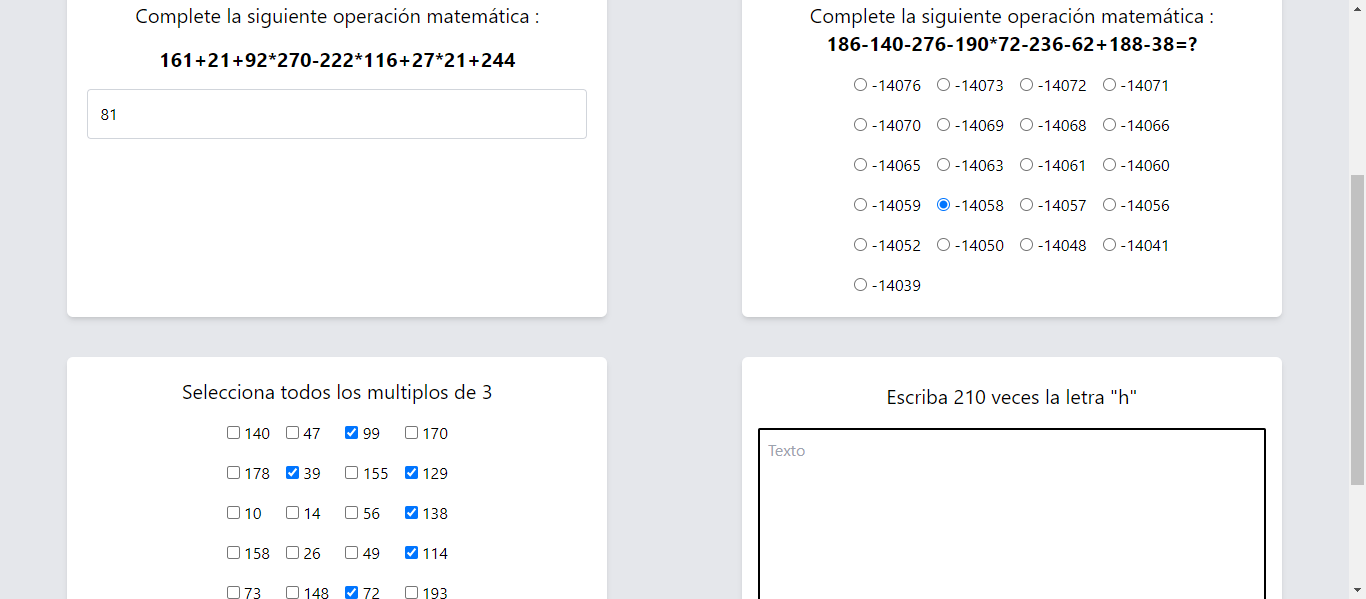 Complete la siguiente operación matemática :
161+21+92*270-222*116+27*21+244
81
Complete la siguiente operación matemática :
186-140-276-190*72-236-62+188-38=?
-14076 -14073 -14072 -14071
-14070 -14069 -14068 -14066
-14065 -14063 -14061 -14060
-14059 -14058 -14057 -14056
-14052 -14050 -14048 -14041
-14039
Selecciona todos los multiplos de 3
140 47 99 170
178 39 155 129
10 14 56 138
158 26 49 114
73 148 72 193
Escriba 210 veces la letra "h"
Texto